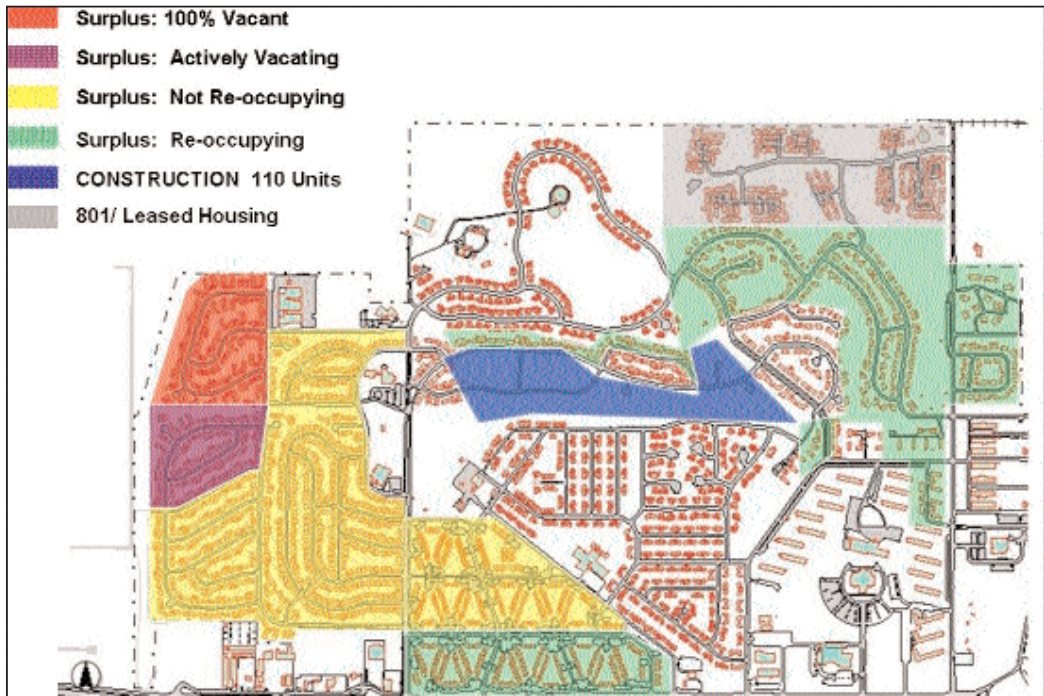 Surplus: 100% Vacant
Surplus: Actively Vacating
Surplus: Not Re-occupying
Surplus: Re-occupying
CONSTRUCTION 110 Units
801/ Leased Housing